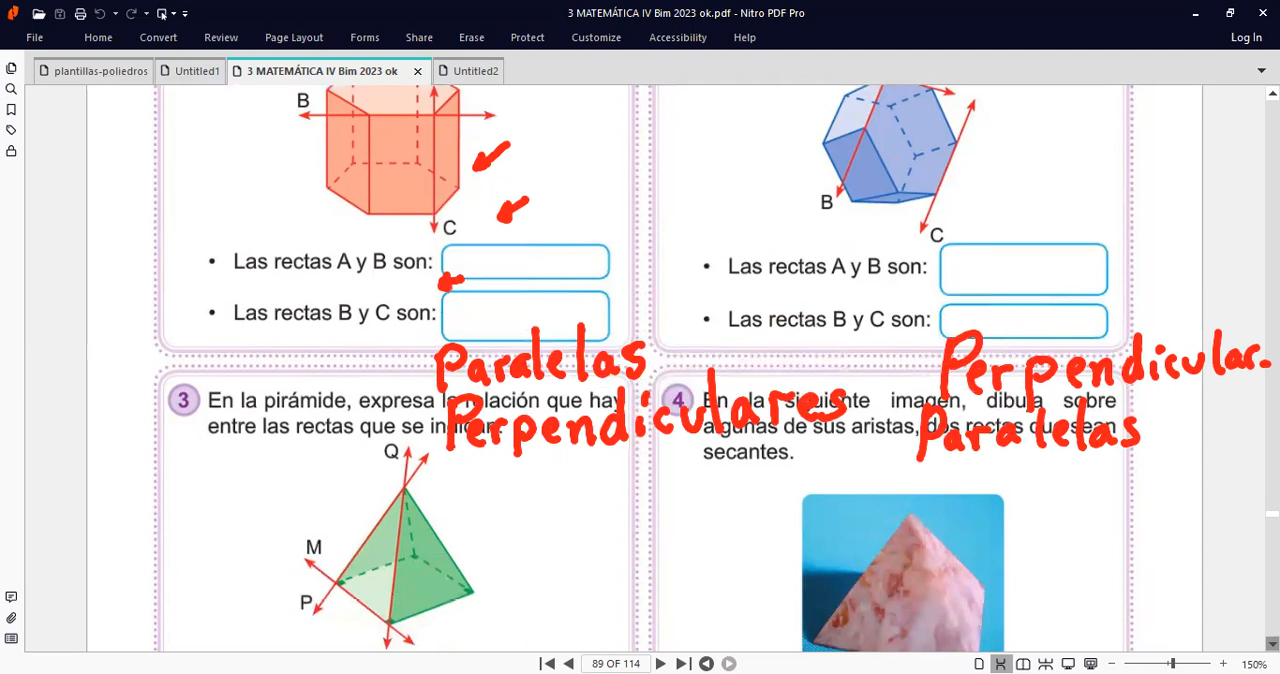 3 MATEMÁTICA IV Bim 2023 ok.pdf - Nitro PDF Pro
File Home Convert Review Page Layout Forms Share Erase Protect Customize Accessibility Help Log In
plantillas-poliedros Untitled1 3 MATEMÁTICA IV Bim 2023 ok Untitled2
B
C
• Las rectas A y B son:
• Las rectas B y C son:
B
C
• Las rectas A y B son:
• Las rectas B y C son:
Paralelas
Perpendiculares
Perpendicular..
Paralelas
3 En la pirámide, expresa la relación que hay
entre las rectas que se indican.
Q
M
P
4 En la siguiente imagen, dibuja sobre
algunas de sus aristas, dos rectas que sean
secantes.
89 OF 114
150%